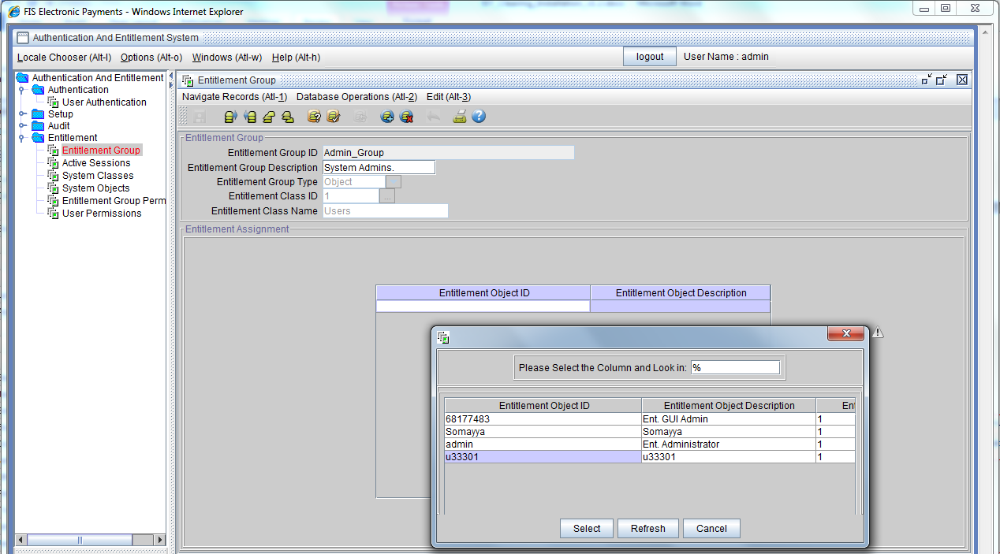 FIS Electronic Payments - Windows Internet Explorer
Authentication And Entitlement System
Locale Chooser (Alt-l) Options (Alt-o) Windows (Atl-w) Help (Alt-h) logout User Name : admin
Authentication And Entitlement
Authentication
User Authentication
Setup
Audit
Entitlement
Entitlement Group
Active Sessions
System Classes
System Objects
Entitlement Group Perm
User Permissions
Entitlement Group
Navigate Records (Atl-1) Database Operations (Atl-2) Edit (Alt-3)
Entitlement Group
Entitlement Group ID Admin_Group
Entitlement Group Description System Admins.
Entitlement Group Type Object
Entitlement Class ID 1 ...
Entitlement Class Name Users
Entitlement Assignment
Entitlement Object ID Entitlement Object Description
Please Select the Column and Look in: %
Entitlement Object ID Entitlement Object Description Ent
68177483 Ent. GUI Admin 1
Somayya Somayya 1
admin Ent. Administrator 1
u33301 u33301 1
Select Refresh Cancel